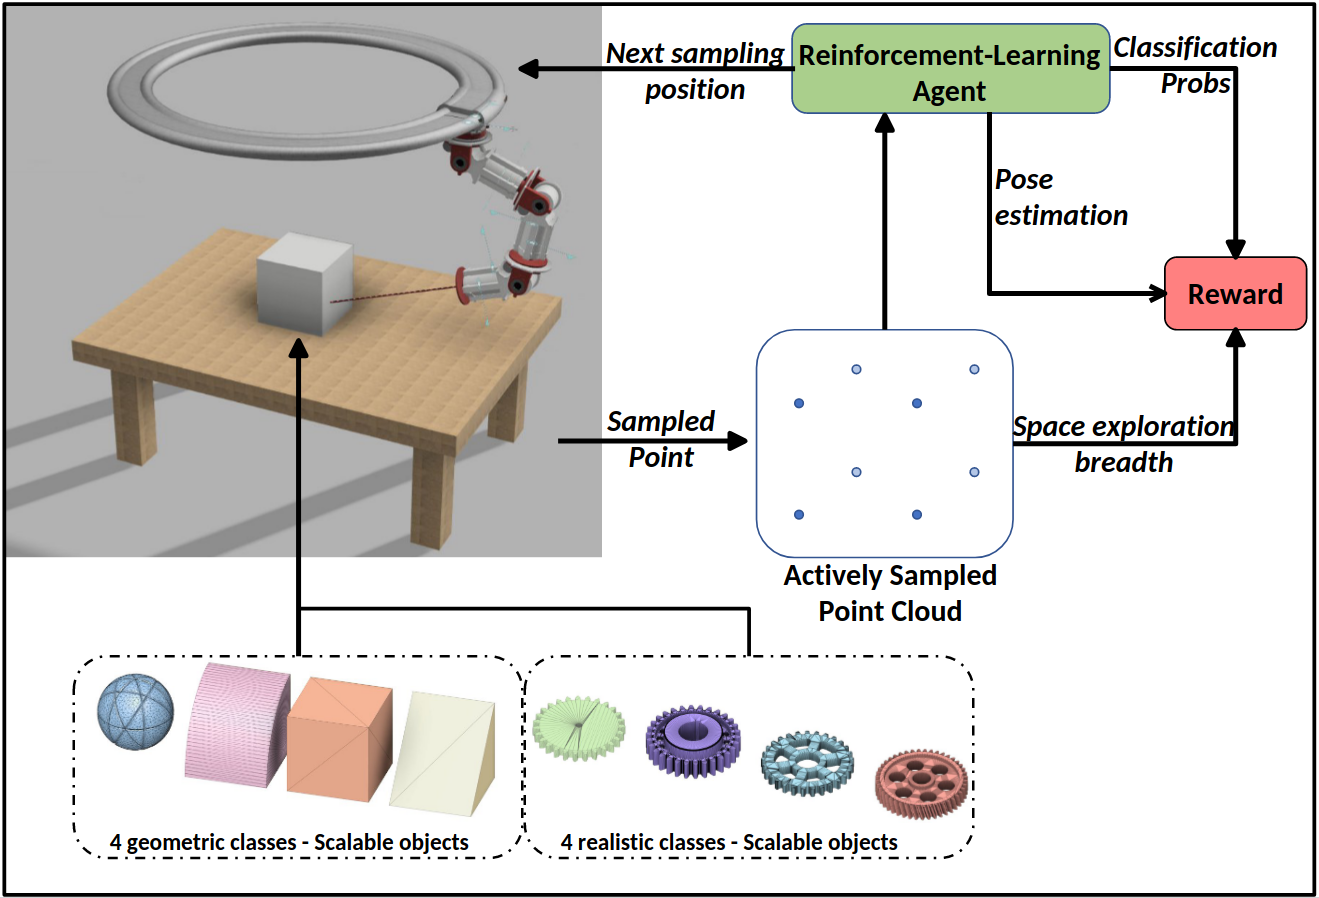 Next sampling
position
Reinforcement-Learning
Agent
Classification
Probs
Pose
estimation
Reward
Sampled
Point
Space exploration
breadth
Actively Sampled
Point Cloud
4 geometric classes - Scalable objects
4 realistic classes - Scalable objects